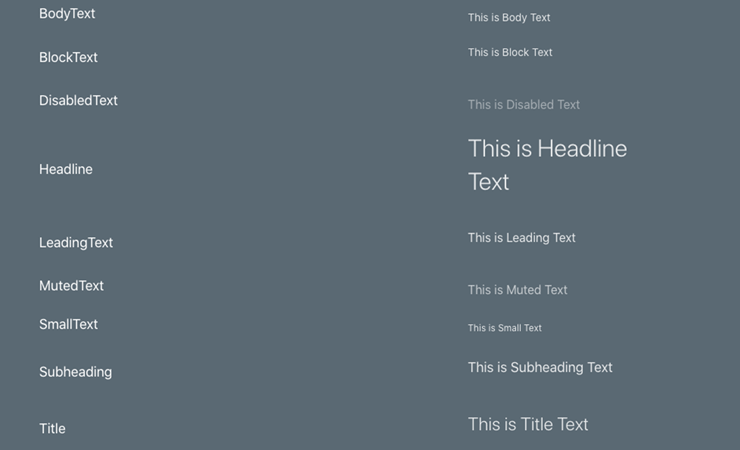 BodyText This is Body Text
BlockText This is Block Text
DisabledText This is Disabled Text
Headline This is Headline
Text
LeadingText This is Leading Text
MutedText This is Muted Text
SmallText This is Small Text
Subheading This is Subheading Text
Title This is Title Text